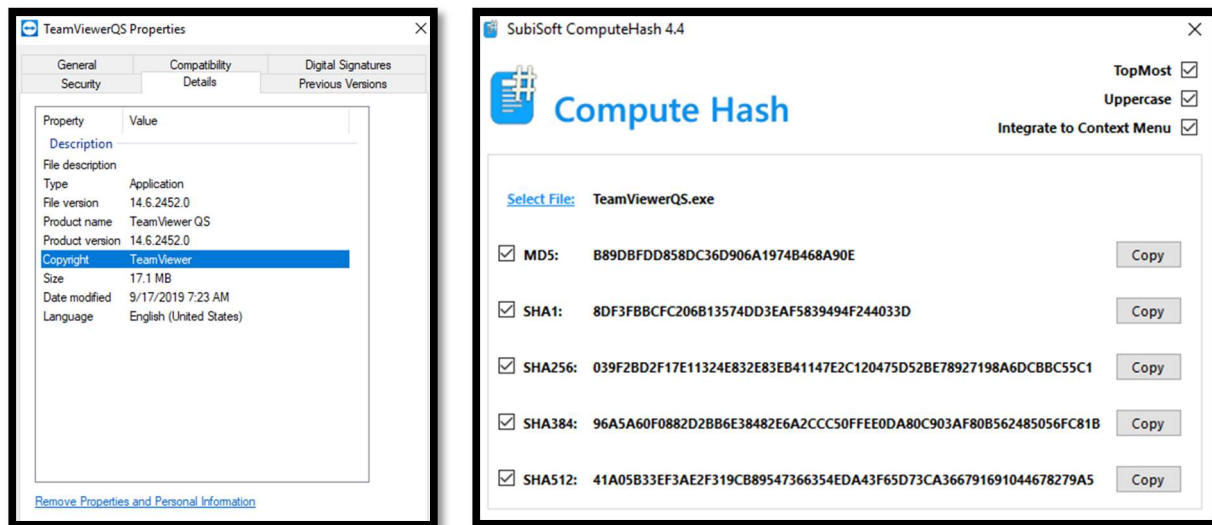 TeamViewerQS Properties
General Compatibility Digital Signatures
Security Details Previous Versions
Property Value
Description
File description
Type Application
File version 14.6.2452.0
Product name TeamViewer QS
Product version 14.6.2452.0
Copyright TeamViewer
Size 17.1 MB
Date modified 9/17/2019 7:23 AM
Language English (United States)
Remove Properties and Personal Information
SubiSoft ComputeHash 4.4
#
Compute Hash
TopMost
Uppercase
Integrate to Context Menu
Select File: TeamViewerQS.exe
MD5: B89DBFDD858DC36D906A1974B468A90E Copy
SHA1: 8DF3FBBCFC206B13574DD3EAF5839494F244033D Copy
SHA256: 039F2BD2F17E11324E832E83EB41147E2C120475D52BE78927198A6DCBBC55C1 Copy
SHA384: 96A5A60F0882D2BB6E38482E6A2CCC50FFEE0DA80C903AF80B562485056FC81B Copy
SHA512: 41A05B33EF3AE2F319CB89547366354EDA43F65D73CA366791691044678279A5 Copy